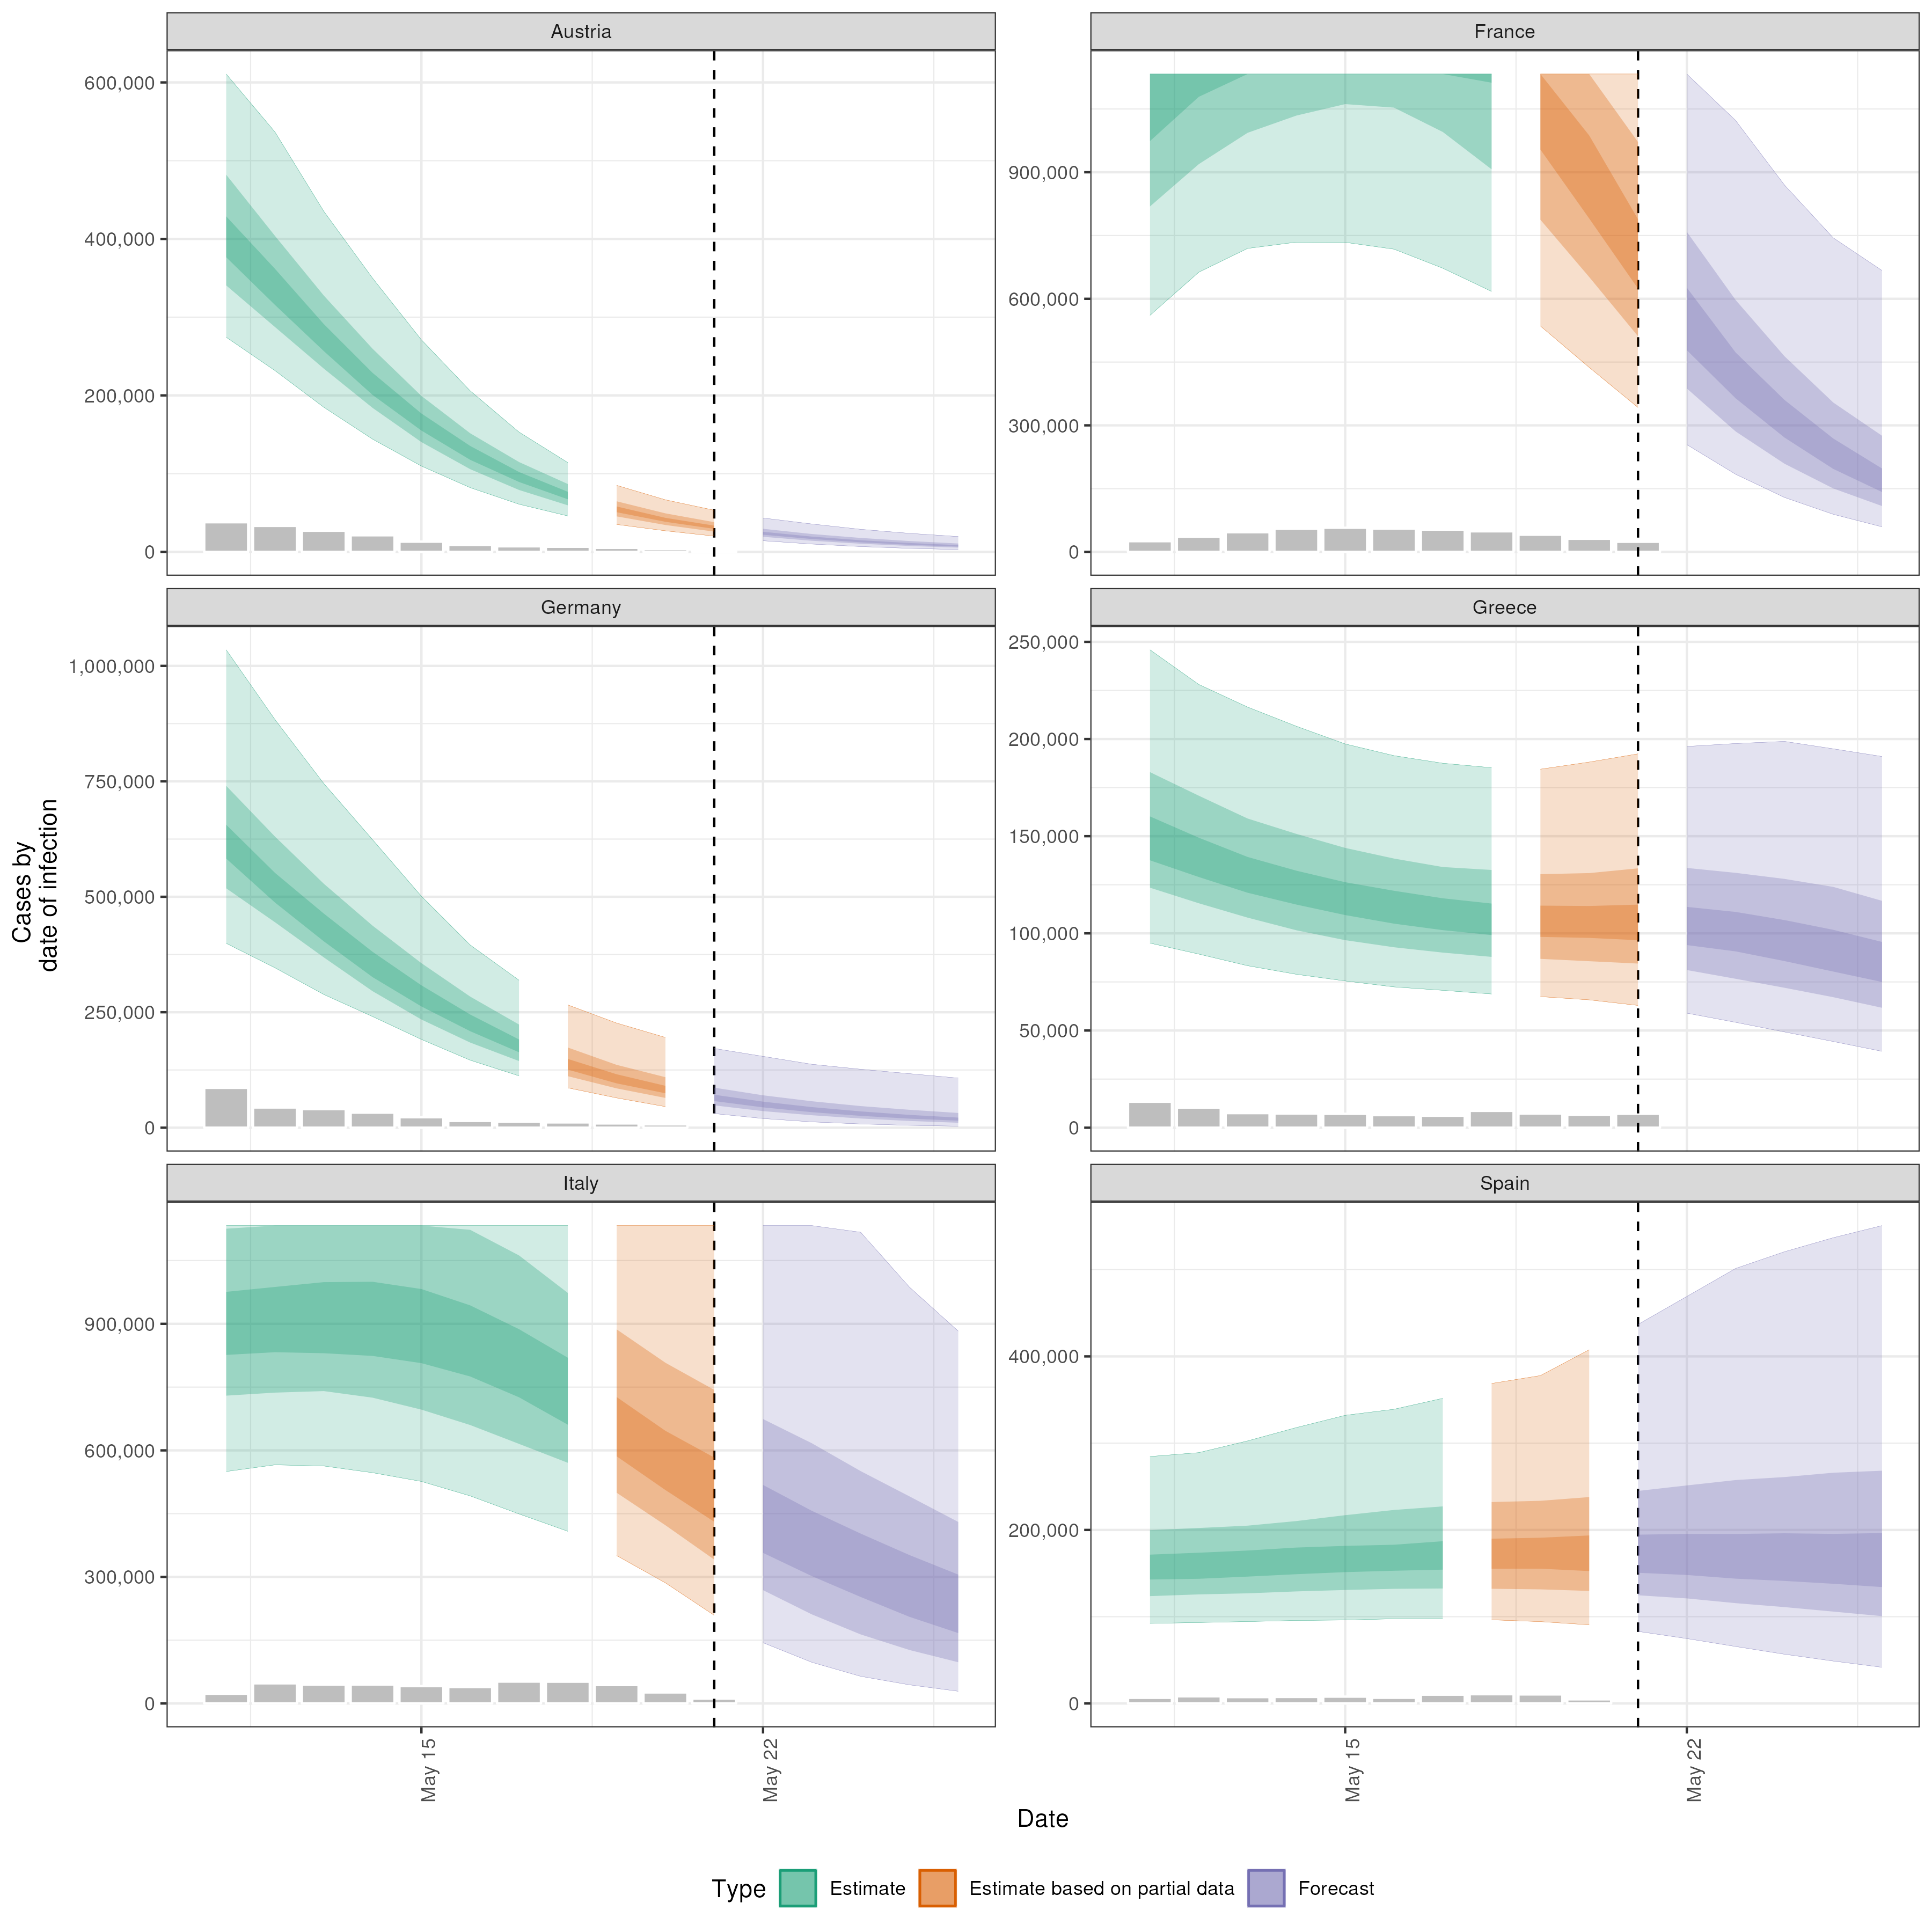 Austria
France
600,000
400,000
200,000
0
900,000
600,000
300,000
0
Germany
Greece
1,000,000
750,000
500,000
250,000
0
250,000
200,000
150,000
100,000
50,000
0
Cases by
date of infection
Italy
Spain
900,000
600,000
300,000
0
400,000
200,000
0
May 15
May 22
May 15
May 22
Date
Type Estimate Estimate based on partial data Forecast